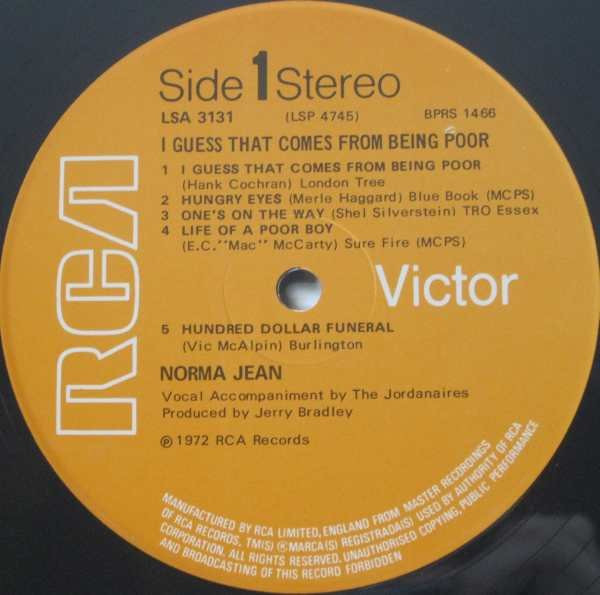 Side 1 Stereo
LSA 3131 (LSP 4745) BPRS 1466
I GUESS THAT COMES FROM BEING POOR
1 I GUESS THAT COMES FROM BEING POOR
(Hank Cochran) London Tree
2 HUNGRY EYES (Merle Haggard) Blue Book (MCPS)
3 ONE'S ON THE WAY (Shel Silverstein) TRO Essex
4 LIFE OF A POOR BOY
(E.C."Mac" McCarty) Sure Fire (MCPS)
RCA Victor
5 HUNDRED DOLLAR FUNERAL
(Vic McAlpin) Burlington
NORMA JEAN
Vocal Accompaniment by The Jordanaires
Produced by Jerry Bradley
℗ 1972 RCA Records
MANUFACTURED BY RCA LIMITED, ENGLAND FROM MASTER RECORDINGS
OF RCA RECORDS. TM(S) ® MARCA(S) REGISTRADA(S) USED BY AUTHORITY OF RCA
CORPORATION. ALL RIGHTS RESERVED. UNAUTHORISED COPYING, PUBLIC PERFORMANCE
AND BROADCASTING OF THIS RECORD FORBIDDEN